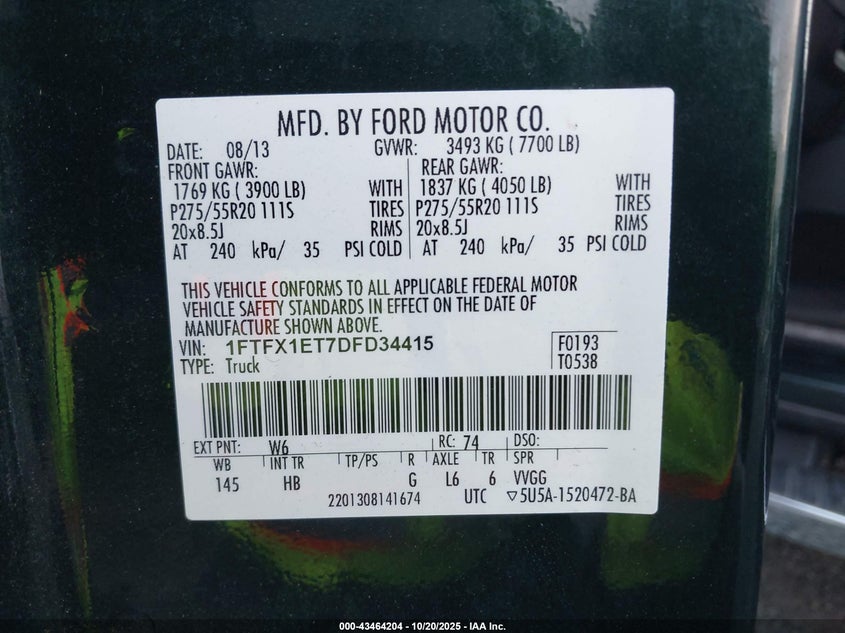 MFD. BY FORD MOTOR CO.
DATE: 08/13 GVWR: 3493 KG ( 7700 LB)
FRONT GAWR: REAR GAWR:
1769 KG ( 3900 LB) WITH 1837 KG ( 4050 LB) WITH
P275/55R20 111S TIRES P275/55R20 111S TIRES
20x8.5J RIMS 20x8.5J RIMS
AT 240 kPa/ 35 PSI COLD AT 240 kPa/ 35 PSI COLD
THIS VEHICLE CONFORMS TO ALL APPLICABLE FEDERAL MOTOR
VEHICLE SAFETY STANDARDS IN EFFECT ON THE DATE OF
MANUFACTURE SHOWN ABOVE.
VIN: 1FTFX1ET7DFD34415 F0193
TYPE: Truck T0538
EXT PNT: W6 RC: 74 DSO:
WB INT TR TP/PS R AXLE TR SPR
145 HB G L6 6 VVGG
2201308141674 UTC ▽5U5A-1520472-BA
000-43464204 - 10/20/2025 - IAA Inc.